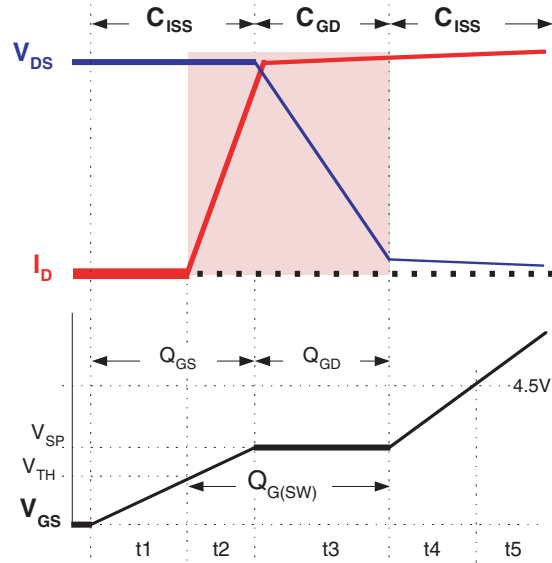 C_ISS C_GD C_ISS
V_DS
I_D
Q_GS Q_GD
4.5V
V_SP
V_TH
Q_G(SW)
V_GS
t1 t2 t3 t4 t5